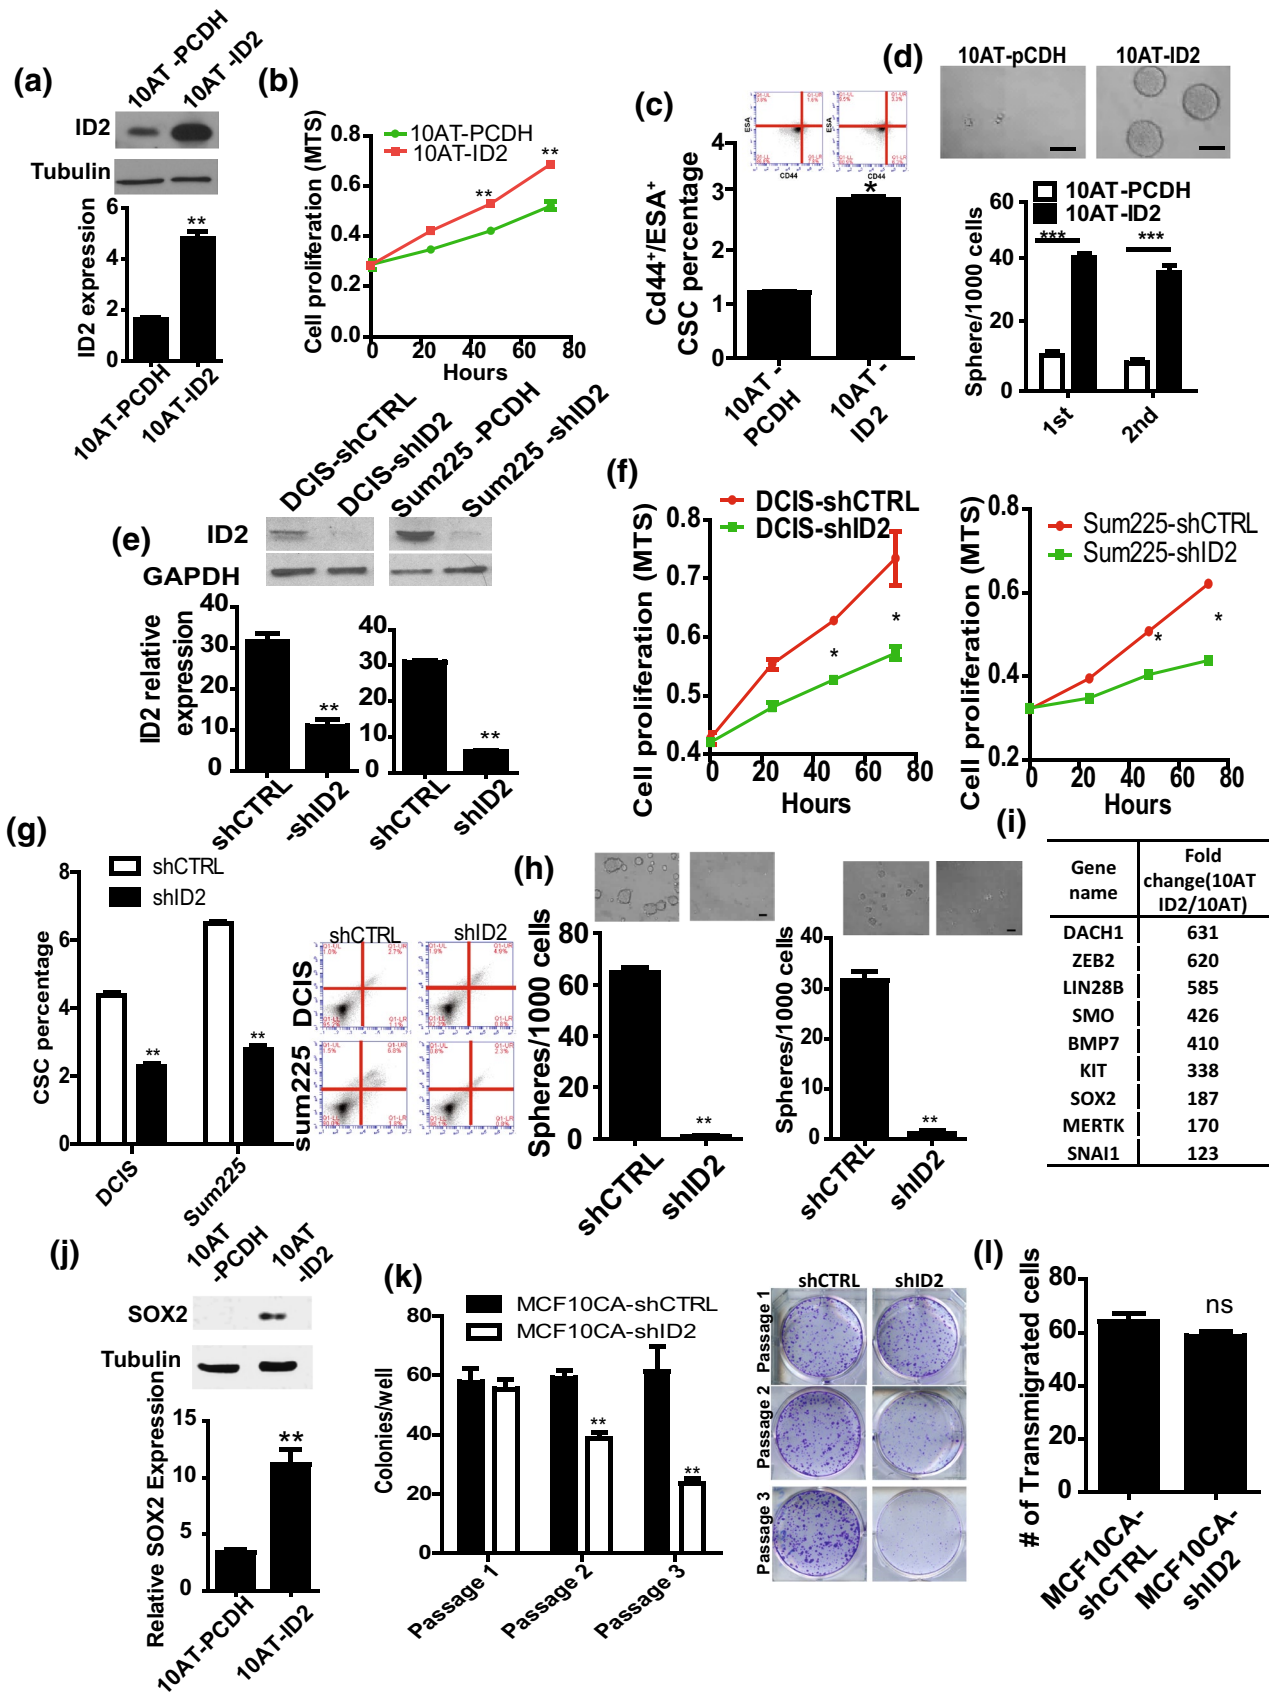 (a)
10AT -PCDH
10AT -ID2
ID2
Tubulin
ID2 expression
6
4
2
0
**
10AT-PCDH
10AT-ID2
(b)
Cell proliferation (MTS)
0.8
0.6
0.4
0.2
0.0
10AT-PCDH
10AT-ID2
**
**
0 20 40 60 80
Hours
(c)
ESA
CD44
CD44
Cd44+/ESA+
CSC percentage
4
3
2
1
0
*
10AT -
PCDH
10AT -
ID2
(d)
10AT-pCDH
10AT-ID2
10AT-PCDH
10AT-ID2
Sphere/1000 cells
60
40
20
0
***
***
1st
2nd
(e)
DCIS-shCTRL
DCIS-shID2
Sum225 -PCDH
Sum225 -shID2
ID2
GAPDH
ID2 relative
expression
40
30
20
10
0
**
shCTRL
-shID2
40
30
20
10
0
**
shCTRL
shID2
(f)
Cell proliferation (MTS)
0.8
0.7
0.6
0.5
0.4
DCIS-shCTRL
DCIS-shID2
*
*
0 20 40 60 80
Hours
Cell proliferation (MTS)
0.8
0.6
0.4
0.2
Sum225-shCTRL
Sum225-shID2
*
*
0 20 40 60 80
Hours
(g)
CSC percentage
8
6
4
2
0
shCTRL
shID2
**
**
DCIS
Sum225
shCTRL
shID2
DCIS
sum225
(h)
Spheres/1000 cells
80
60
40
20
0
**
shCTRL
shID2
Spheres/1000 cells
40
30
20
10
0
**
shCTRL
shID2
(i)
Gene name Fold change(10AT ID2/10AT)
DACH1 631
ZEB2 620
LIN28B 585
SMO 426
BMP7 410
KIT 338
SOX2 187
MERTK 170
SNAI1 123
(j)
10AT
-PCDH
10AT
-ID2
SOX2
Tubulin
Relative SOX2 Expression
15
10
5
0
**
10AT-PCDH
10AT-ID2
(k)
Colonies/well
80
60
40
20
0
MCF10CA-shCTRL
MCF10CA-shID2
**
**
Passage 1
Passage 2
Passage 3
shCTRL
shID2
Passage 1
Passage 2
Passage 3
(l)
# of Transmigrated cells
80
60
40
20
0
ns
MCF10CA-
shCTRL
MCF10CA-
shID2